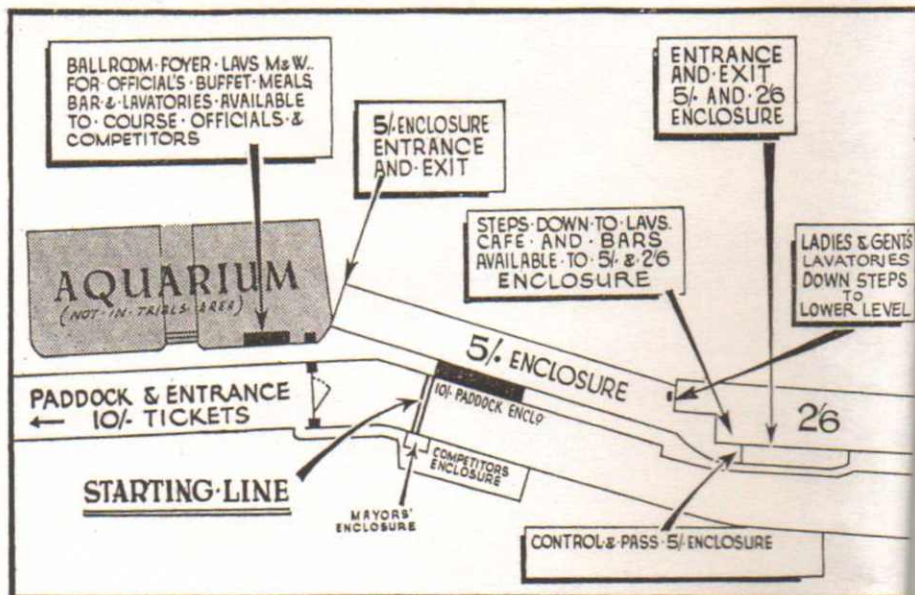 BALLROOM·FOYER·LAVS M&W..
FOR·OFFICIAL'S·BUFFET·MEALS
BAR·&·LAVATORIES·AVAILABLE
TO·COURSE·OFFICIALS·&
COMPETITORS
5/-ENCLOSURE
ENTRANCE
AND·EXIT
ENTRANCE
AND·EXIT
5/-AND·2'6
ENCLOSURE
STEPS·DOWN·TO·LAVS.
CAFE·AND·BARS
AVAILABLE·TO·5/-&·2'6
ENCLOSURE
LADIES & GENT'S
LAVATORIES
DOWN STEPS
TO
LOWER LEVEL
AQUARIUM
(NOT·IN·TRIALS·AREA)
5/- ENCLOSURE
2'6
PADDOCK & ENTRANCE
← 10/- TICKETS
10/- PADDOCK ENCLO.
STARTING·LINE
COMPETITORS
ENCLOSURE
MAYORS'
ENCLOSURE
CONTROL·&·PASS·5/-ENCLOSURE